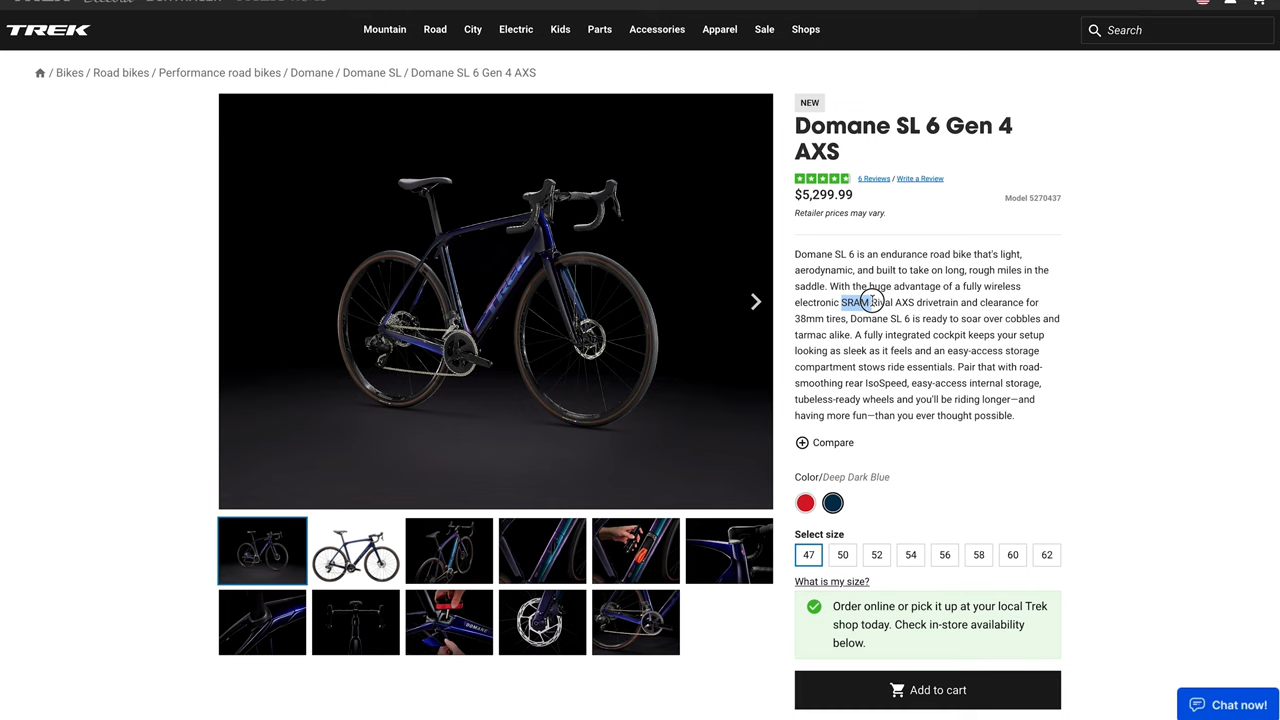 TREK
Mountain Road City Electric Kids Parts Accessories Apparel Sale Shops
Search
/ Bikes / Road bikes / Performance road bikes / Domane / Domane SL / Domane SL 6 Gen 4 AXS
NEW
Domane SL 6 Gen 4
AXS
6 Reviews / Write a Review
$5,299.99
Model 5270437
Retailer prices may vary.
Domane SL 6 is an endurance road bike that's light,
aerodynamic, and built to take on long, rough miles in the
saddle. With the huge advantage of a fully wireless
electronic SRAM Rival AXS drivetrain and clearance for
38mm tires, Domane SL 6 is ready to soar over cobbles and
tarmac alike. A fully integrated cockpit keeps your setup
looking as sleek as it feels and an easy-access storage
compartment stows ride essentials. Pair that with road-
smoothing rear IsoSpeed, easy-access internal storage,
tubeless-ready wheels and you'll be riding longer—and
having more fun—than you ever thought possible.
Compare
Color/Deep Dark Blue
Select size
47 50 52 54 56 58 60 62
What is my size?
Order online or pick it up at your local Trek
shop today. Check in-store availability
below.
Add to cart
Chat now!
TREK
DOMANE